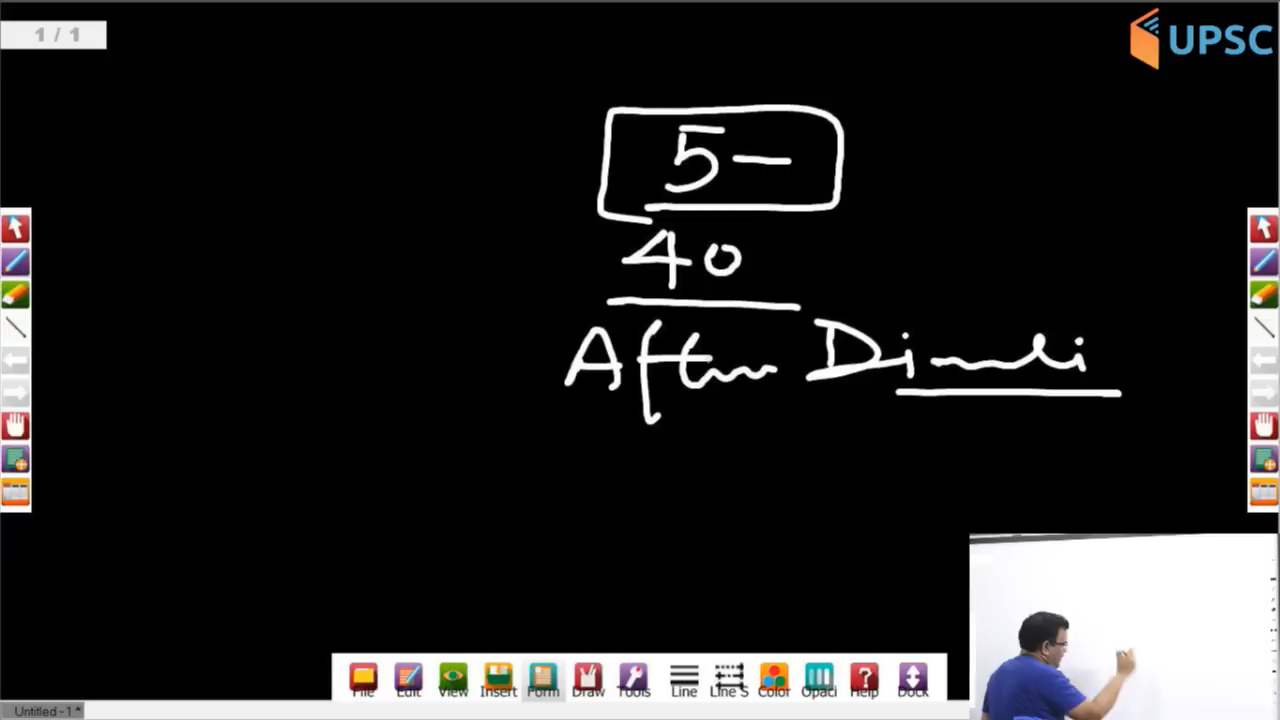 1 / 1
UPSC
5 –
40
After Diwali
File
Edit
View
Insert
Form
Draw
Tools
Line
Line S
Color
Opaci
Help
Dock
Untitled - 1 *